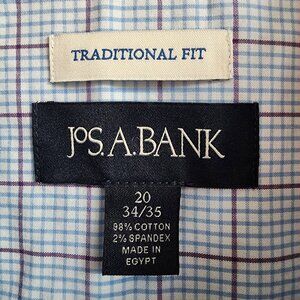 TRADITIONAL FIT
JOS. A. BANK
20
34/35
98% COTTON
2% SPANDEX
MADE IN
EGYPT